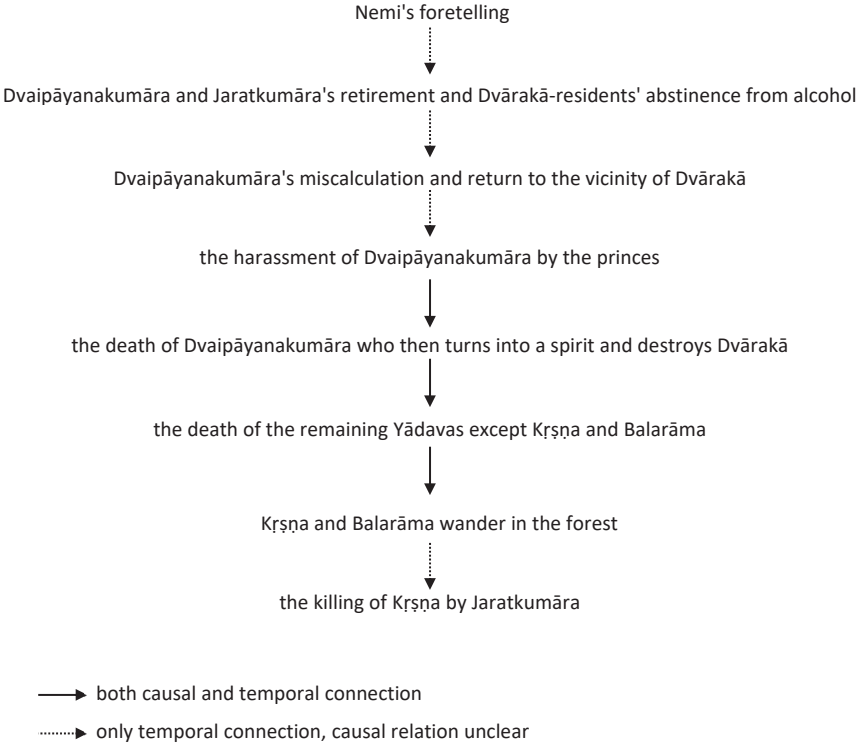 Nemi's foretelling
Dvaipāyanakumāra and Jaratkumāra's retirement and Dvārakā-residents' abstinence from alcohol
Dvaipāyanakumāra's miscalculation and return to the vicinity of Dvārakā
the harassment of Dvaipāyanakumāra by the princes
the death of Dvaipāyanakumāra who then turns into a spirit and destroys Dvārakā
the death of the remaining Yādavas except Kṛṣṇa and Balarāma
Kṛṣṇa and Balarāma wander in the forest
the killing of Kṛṣṇa by Jaratkumāra
both causal and temporal connection
only temporal connection, causal relation unclear